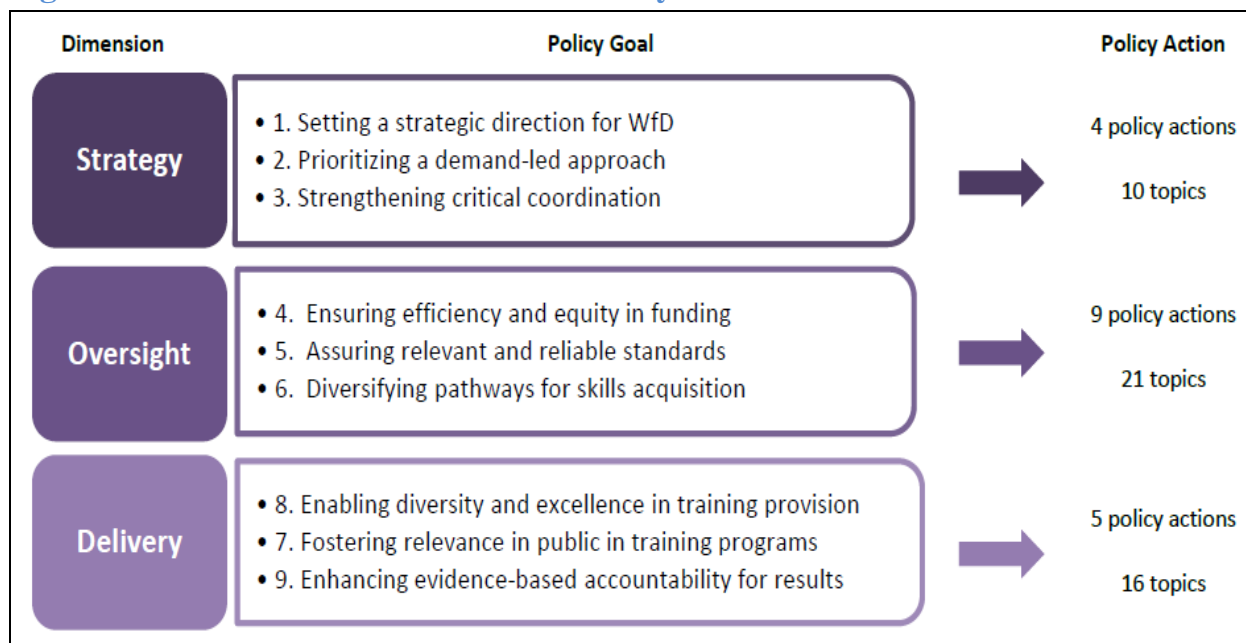 Dimension Policy Goal Policy Action
Strategy
• 1. Setting a strategic direction for WfD
• 2. Prioritizing a demand-led approach
• 3. Strengthening critical coordination
4 policy actions
10 topics
Oversight
• 4. Ensuring efficiency and equity in funding
• 5. Assuring relevant and reliable standards
• 6. Diversifying pathways for skills acquisition
9 policy actions
21 topics
Delivery
• 8. Enabling diversity and excellence in training provision
• 7. Fostering relevance in public in training programs
• 9. Enhancing evidence-based accountability for results
5 policy actions
16 topics